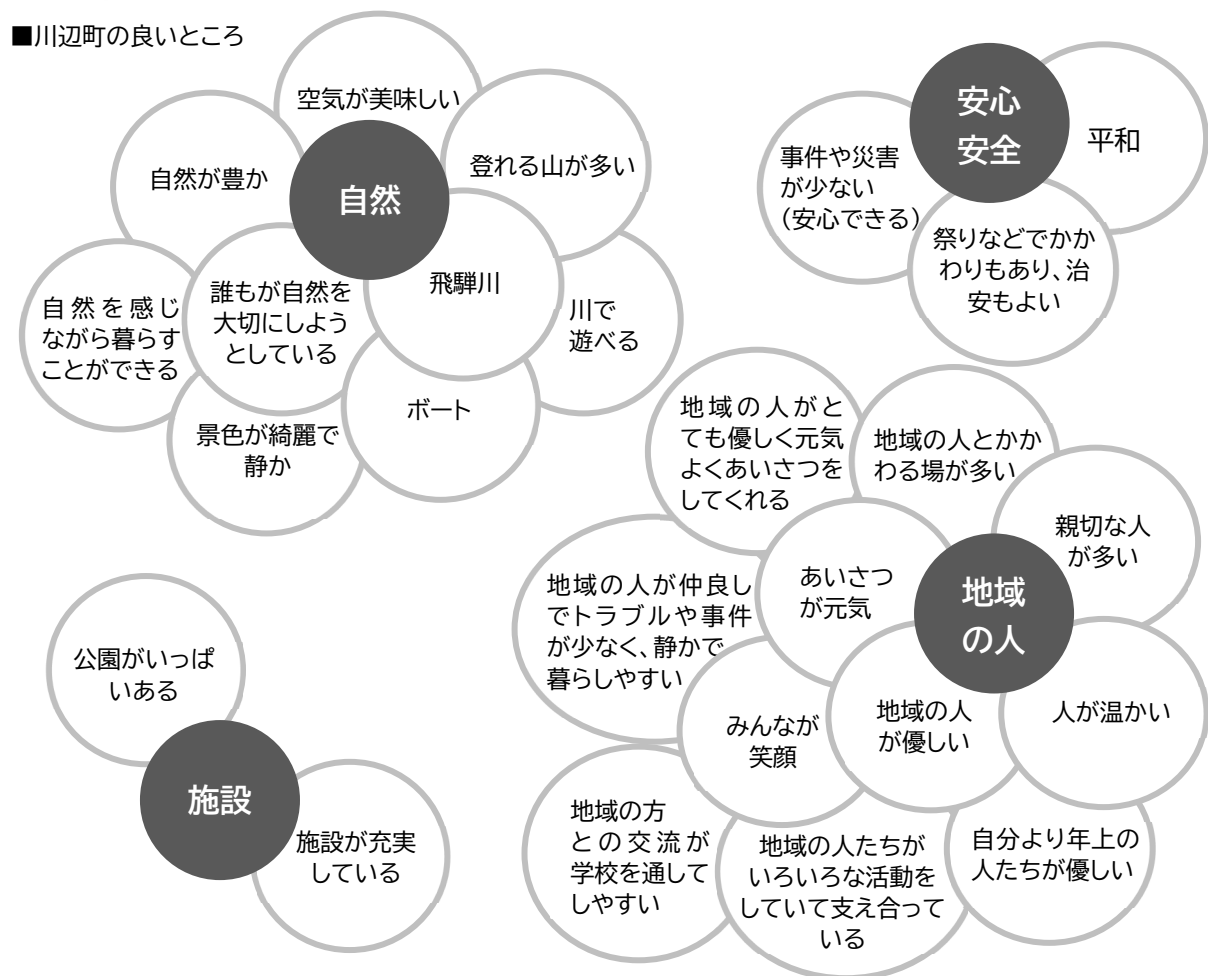 ■川辺町の良いところ
空気が美味しい
自然が豊か
自然
登れる山が多い
自然を感じ
ながら暮らす
ことができる
誰もが自然を
大切にしよう
としている
飛騨川
川で
遊べる
景色が綺麗で
静か
ボート
安心
安全
事件や災害
が少ない
（安心できる）
平和
祭りなどでかか
わりもあり、治
安もよい
地域の人がと
ても優しく元気
よくあいさつを
してくれる
地域の人とかか
わる場が多い
親切な人
が多い
地域の人が仲良し
でトラブルや事件
が少なく、静かで
暮らしやすい
あいさつ
が元気
地域
の人
みんなが
笑顔
地域の人
が優しい
人が温かい
地域の方
との交流が
学校を通して
しやすい
地域の人たちが
いろいろな活動を
していて支え合って
いる
自分より年上の
人たちが優しい
公園がいっぱ
いある
施設
施設が充実
している